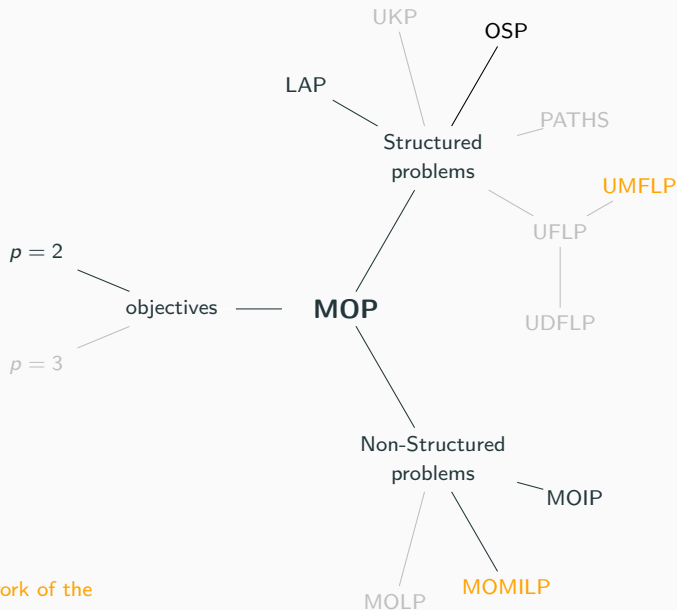 UKP
OSP
LAP
PATHS
Structured
problems
UMFLP
UFLP
p = 2
objectives
MOP
UDFLP
p = 3
Non-Structured
problems
MOIP
MOMILP
ork of the
MOLP